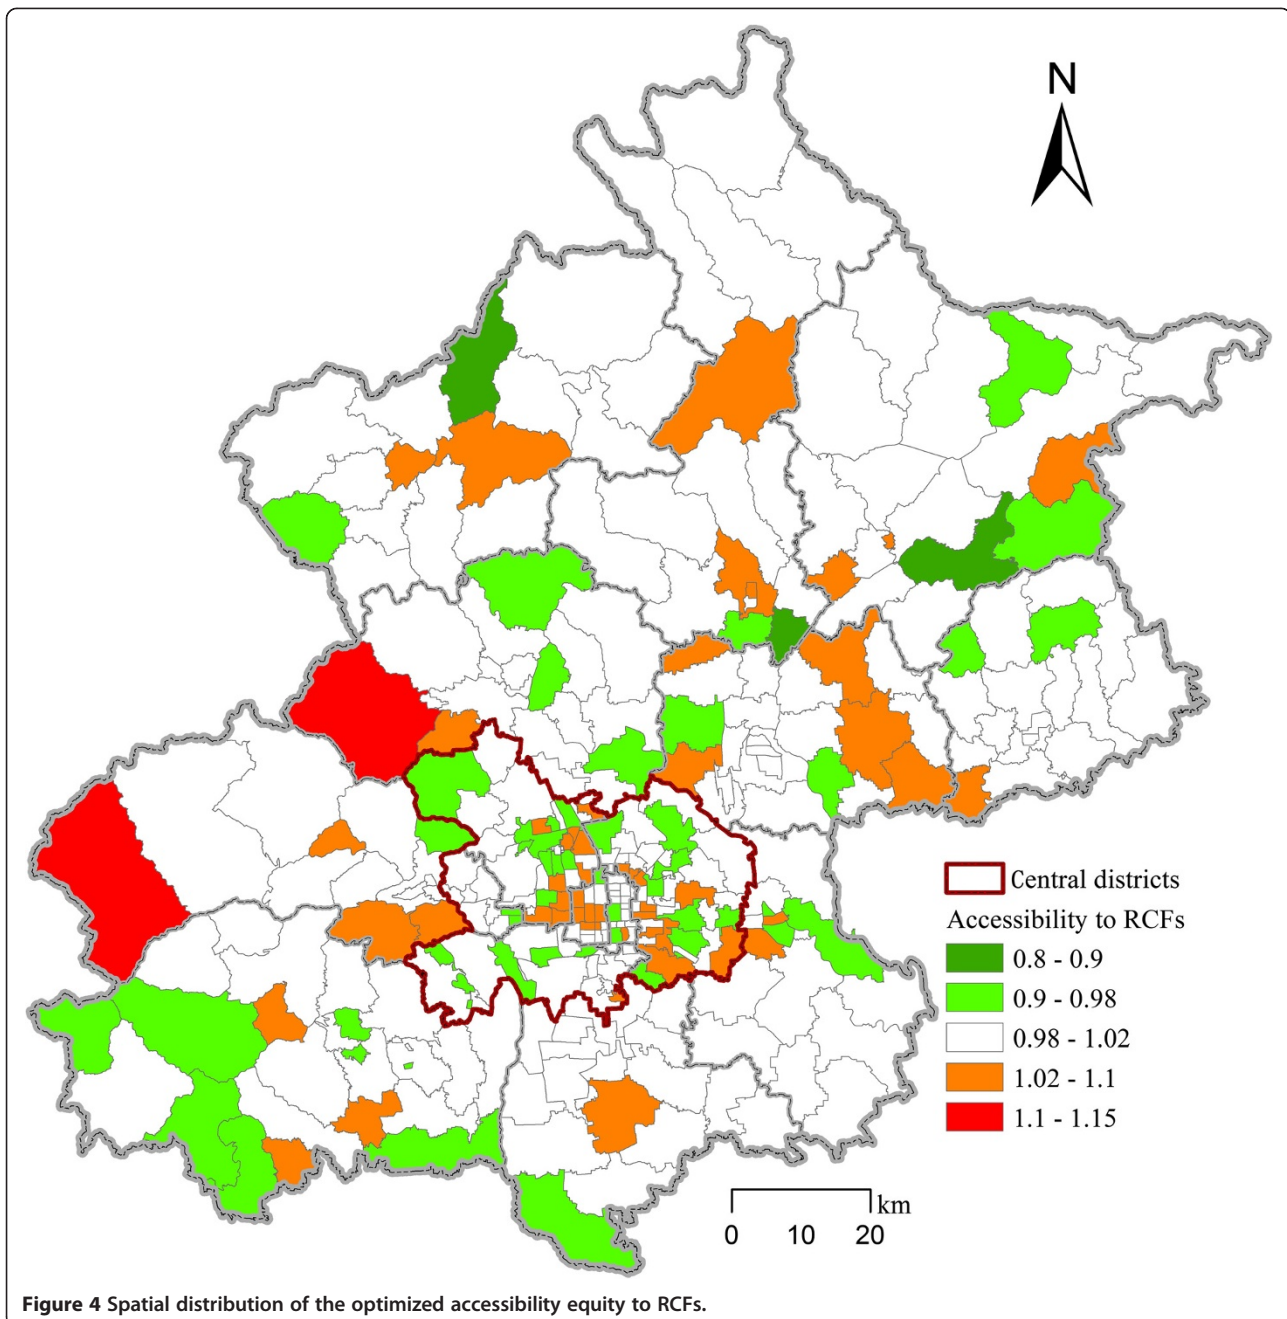 N
Central districts
Accessibility to RCFs
0.8 - 0.9
0.9 - 0.98
0.98 - 1.02
1.02 - 1.1
1.1 - 1.15
km
0 10 20
Figure 4 Spatial distribution of the optimized accessibility equity to RCFs.